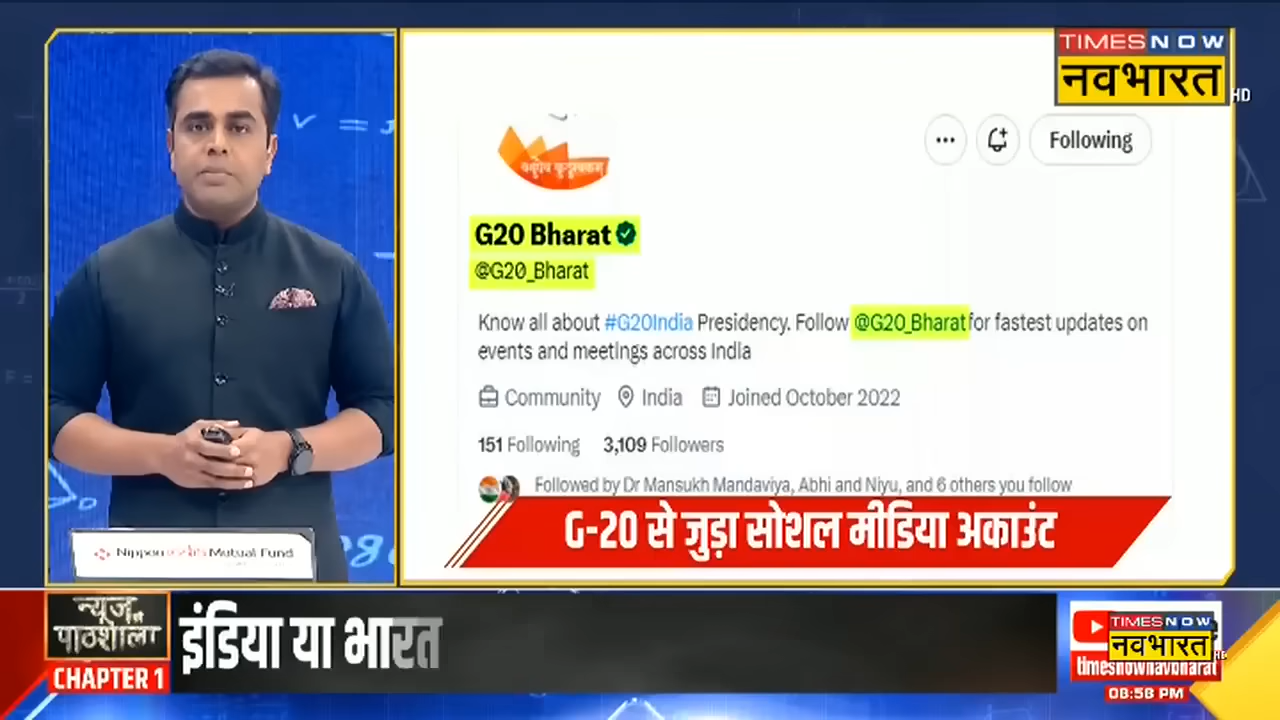 TIMES NOW
नवभारत
HD
वसुधैव कुटुम्बकम्
Following
G20 Bharat
@G20_Bharat
Know all about #G20India Presidency. Follow @G20_Bharat for fastest updates on
events and meetings across India
Community India Joined October 2022
151 Following 3,109 Followers
Followed by Dr Mansukh Mandaviya, Abhi and Niyu, and 6 others you follow
G-20 से जुड़ा सोशल मीडिया अकाउंट
Nippon Mutual Fund
न्यूज़ की
पाठशाला
CHAPTER 1
इंडिया या भारत
TIMES NOW
नवभारत
timesnownavbharat
08:58 PM